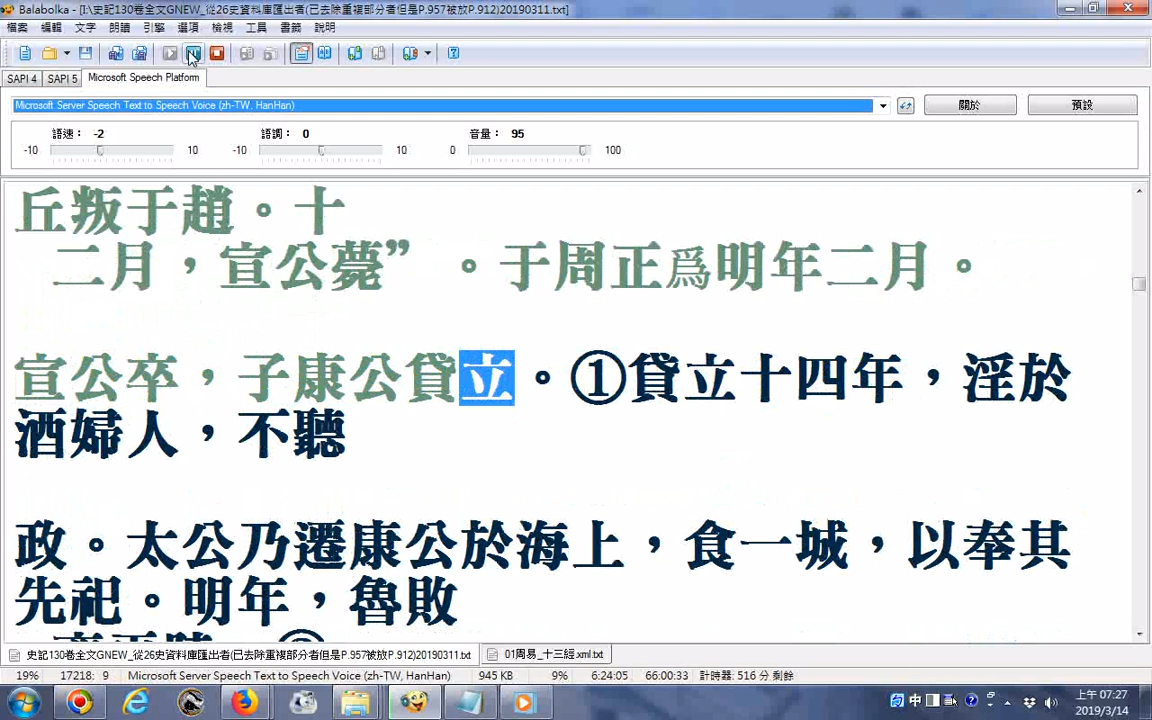 Balabolka - [I:\史記130卷全文GNEW_從26史資料庫匯出者(已去除重複部分者但是P.957被放P.912)20190311.txt]
檔案 編輯 文字 朗讀 引擎 選項 檢視 工具 書籤 說明
SAPI 4 SAPI 5 Microsoft Speech Platform
Microsoft Server Speech Text to Speech Voice (zh-TW, HanHan) 關於 預設
語速： -2 語調： 0 音量： 95
-10 10 -10 10 0 100
丘叛于趙。十
二月，宣公薨”。于周正爲明年二月。
宣公卒，子康公貸立。①貸立十四年，淫於
酒婦人，不聽
政。太公乃遷康公於海上，食一城，以奉其
先祀。明年，魯敗
史記130卷全文GNEW_從26史資料庫匯出者(已去除重複部分者但是P.957被放P.912)20190311.txt 01周易_十三經.xml.txt
19% 17218: 9 Microsoft Server Speech Text to Speech Voice (zh-TW, HanHan) 945 KB 9% 6:24:05 66:00:33 計時器: 516 分 剩餘
中 上午 07:27
2019/3/14